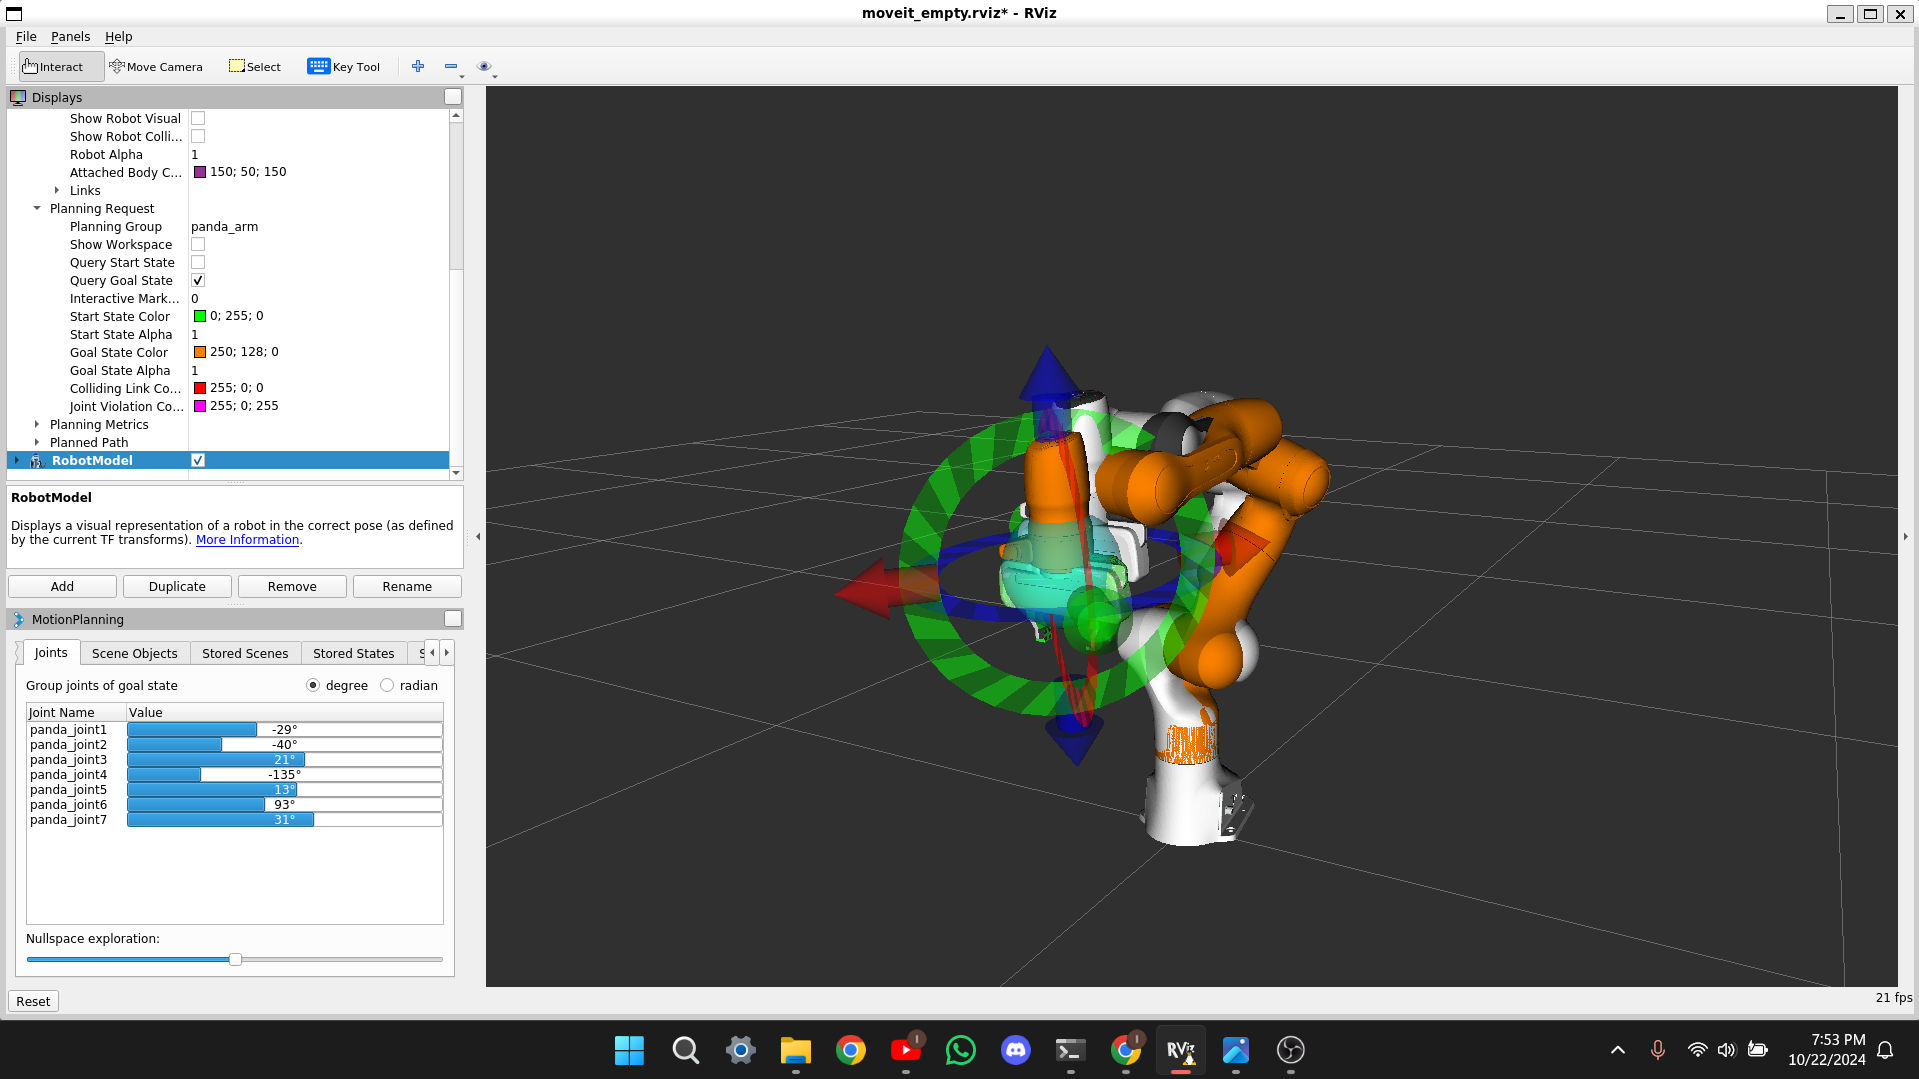 moveit_empty.rviz* - RViz
File Panels Help
Interact Move Camera Select Key Tool
Displays
Show Robot Visual
Show Robot Colli...
Robot Alpha 1
Attached Body C... 150; 50; 150
Links
Planning Request
Planning Group panda_arm
Show Workspace
Query Start State
Query Goal State
Interactive Mark... 0
Start State Color 0; 255; 0
Start State Alpha 1
Goal State Color 250; 128; 0
Goal State Alpha 1
Colliding Link Co... 255; 0; 0
Joint Violation Co... 255; 0; 255
Planning Metrics
Planned Path
RobotModel
RobotModel
Displays a visual representation of a robot in the correct pose (as defined
by the current TF transforms). More Information.
Add Duplicate Remove Rename
MotionPlanning
Joints Scene Objects Stored Scenes Stored States
Group joints of goal state degree radian
Joint Name Value
panda_joint1 -29°
panda_joint2 -40°
panda_joint3 21°
panda_joint4 -135°
panda_joint5 13°
panda_joint6 93°
panda_joint7 31°
Nullspace exploration:
Reset
21 fps
RViz
7:53 PM
10/22/2024